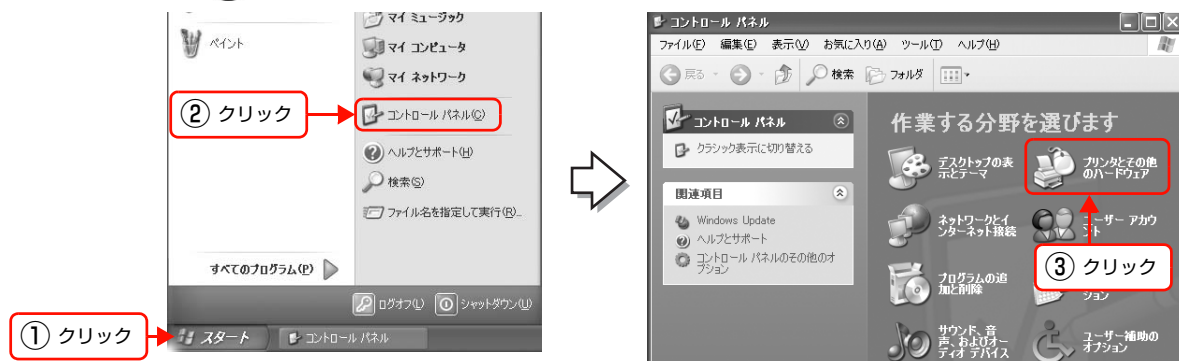 マイ ミュージック
ペイント
マイ コンピュータ
マイ ネットワーク
② クリック
コントロール パネル(C)
ヘルプとサポート(H)
検索(S)
ファイル名を指定して実行(R)...
すべてのプログラム(P)
ログオフ(L)
シャットダウン(U)
① クリック
スタート
コントロール パネル
コントロール パネル
ファイル(F) 編集(E) 表示(V) お気に入り(A) ツール(T) ヘルプ(H)
戻る
検索
フォルダ
コントロール パネル
クラシック表示に切り替える
関連項目
Windows Update
ヘルプとサポート
コントロール パネルのその他のオ
プション
作業する分野を選びます
デスクトップの表
示とテーマ
プリンタとその他
のハードウェア
ネットワークとイ
ンターネット接続
ユーザー アカウ
ント
③ クリック
プログラムの追
加と削除
ション
サウンド、音
声、およびオー
ディオ デバイス
ユーザー補助の
オプション